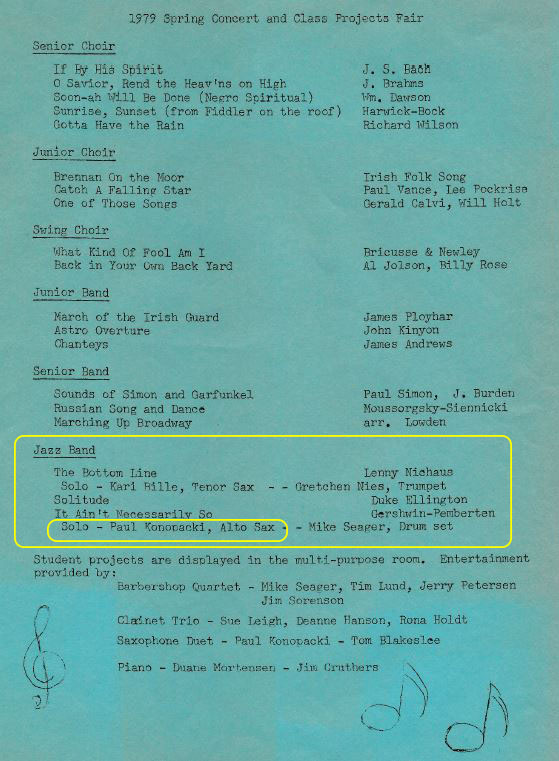 1979 Spring Concert and Class Projects Fair
Senior Choir
If By His Spirit J. S. Bach
O Savior, Rend the Heav'ns on High J. Brahms
Soon-ah Will Be Done (Negro Spiritual) Wm. Dawson
Sunrise, Sunset (from Fiddler on the roof) Harwick-Bock
Gotta Have the Rain Richard Wilson
Junior Choir
Brennan On the Moor Irish Folk Song
Catch A Falling Star Paul Vance, Lee Pockriss
One of Those Songs Gerald Calvi, Will Holt
Swing Choir
What Kind Of Fool Am I Bricusse & Newley
Back in Your Own Back Yard Al Jolson, Billy Rose
Junior Band
March of the Irish Guard James Ployhar
Astro Overture John Kinyon
Chanteys James Andrews
Senior Band
Sounds of Simon and Garfunkel Paul Simon, J. Burden
Russian Song and Dance Moussorgsky-Siennicki
Marching Up Broadway arr. Lowden
Jazz Band
The Bottom Line Lenny Niehaus
Solo - Kari Bille, Tenor Sax - - Gretchen Nies, Trumpet
Solitude Duke Ellington
It Ain't Necessarily So Gershwin-Pemberten
Solo - Paul Konopacki, Alto Sax - - Mike Seager, Drum set
Student projects are displayed in the multi-purpose room. Entertainment
provided by:
Barbershop Quartet - Mike Seager, Tim Lund, Jerry Petersen
Jim Sorenson
Clainet Trio - Sue Leigh, Deanne Hanson, Rona Holdt
Saxophone Duet - Paul Konopacki - Tom Blakeslee
Piano - Duane Mortensen - Jim Cruthers